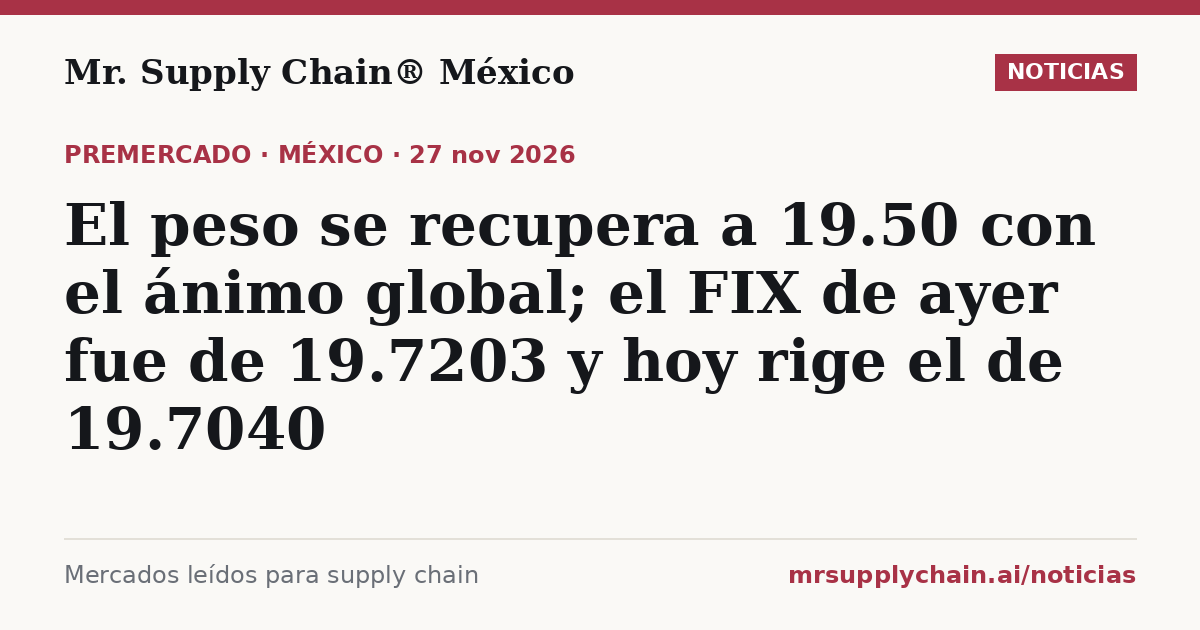 Mr. Supply Chain® México
NOTICIAS
PREMERCADO · MÉXICO · 27 nov 2026
El peso se recupera a 19.50 con
el ánimo global; el FIX de ayer
fue de 19.7203 y hoy rige el de
19.7040
Mercados leídos para supply chain
mrsupplychain.ai/noticias